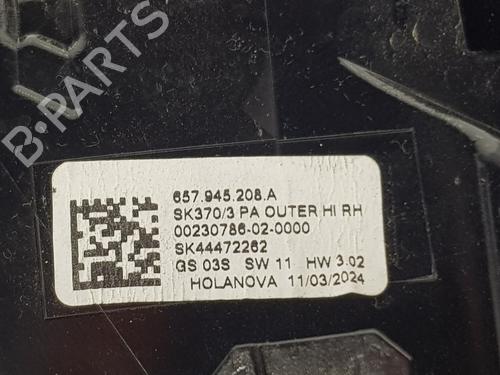 B-PARTS
657.945.208.A
SK370/3 PA OUTER HI RH
00230786-02-0000
SK44472262
GS 03S SW 11 HW 3.02
HOLANOVA 11/03/2024